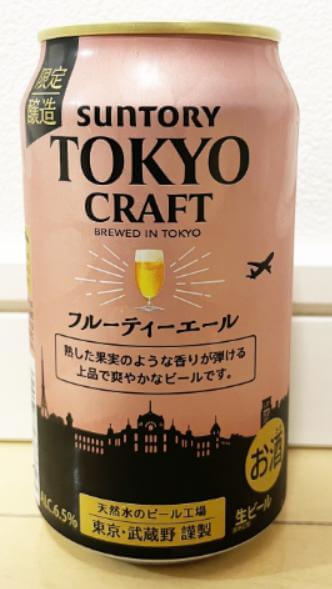 限定
醸造
SUNTORY
TOKYO
CRAFT
BREWED IN TOKYO
フルーティーエール
熟した果実のような香りが弾ける
上品で爽やかなビールです。
お酒
ALC.6.5%
天然水のビール工場
東京・武蔵野 謹製
生ビール